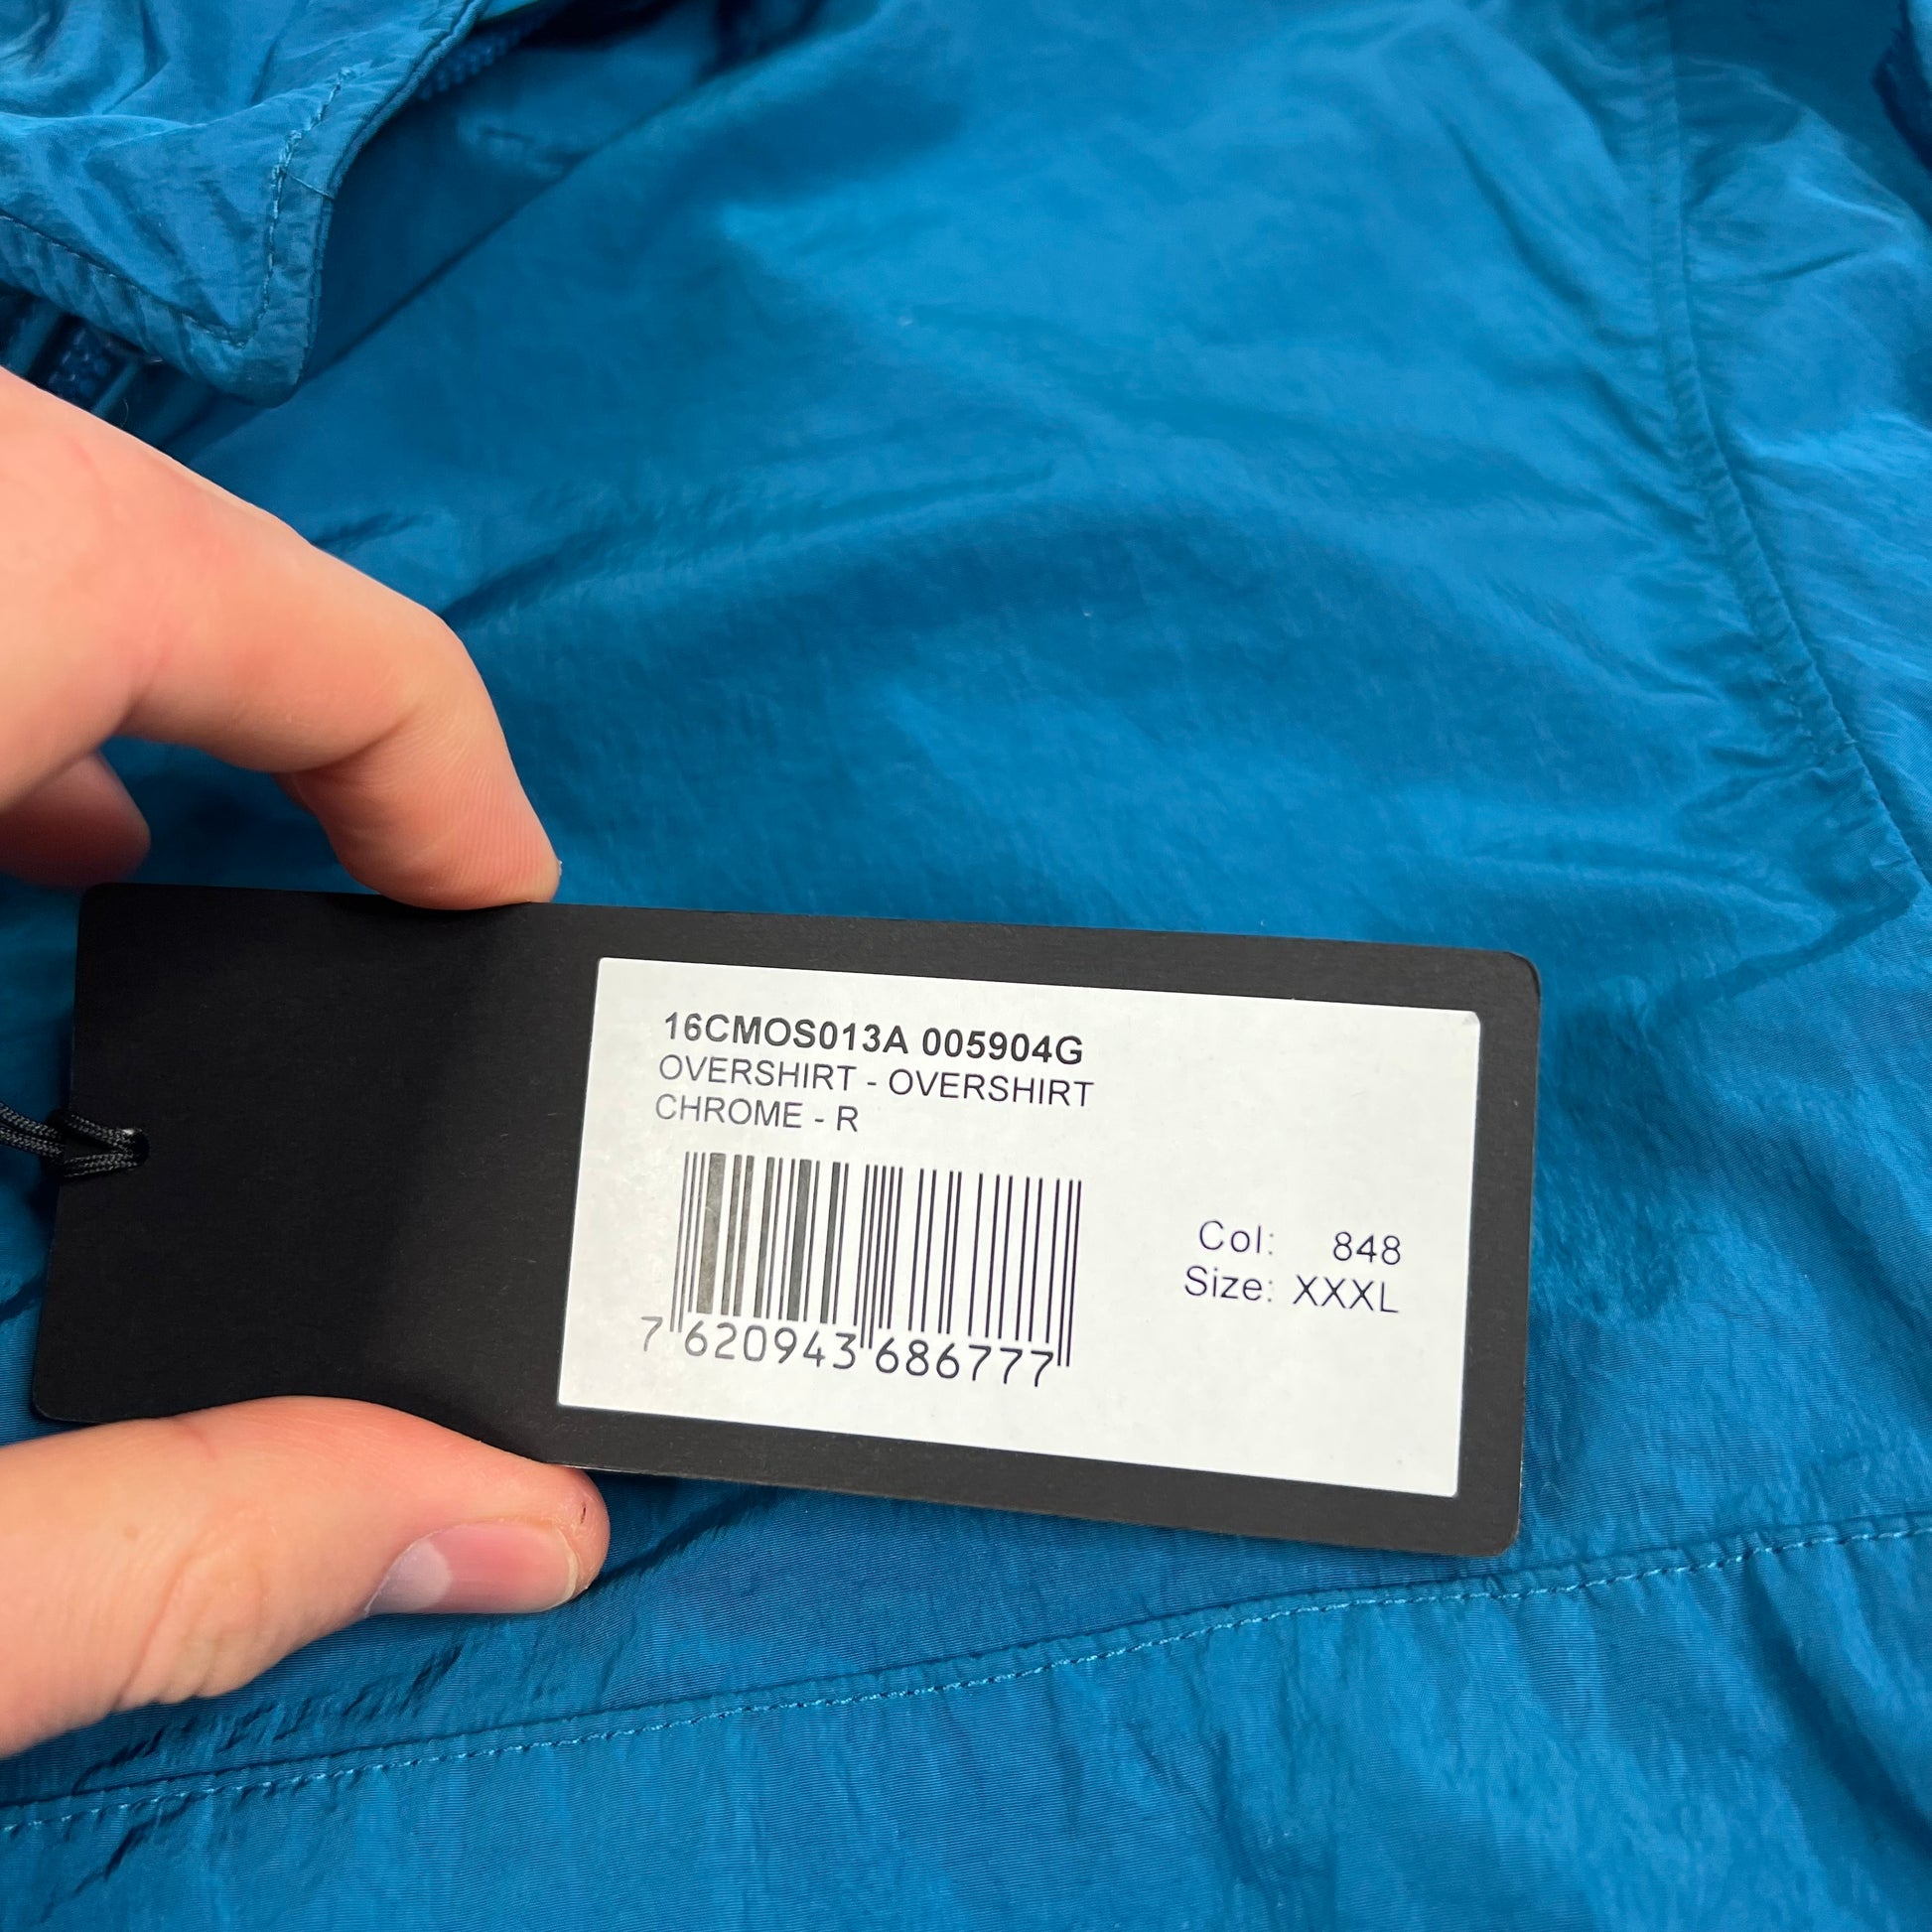 16CMOS013A 005904G
OVERSHIRT - OVERSHIRT
CHROME - R
Col: 848
Size: XXXL
7 620943 686777